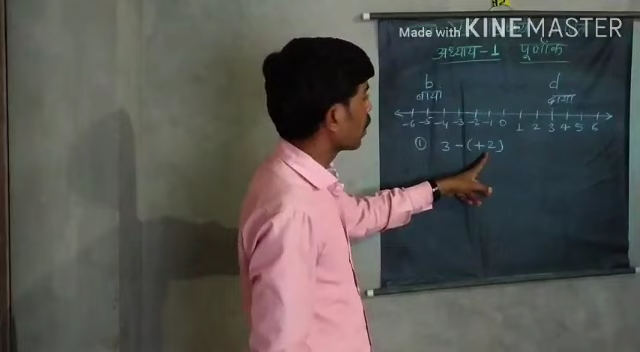 Made with KINEMASTER
अध्याय-1 पूर्णांक
b d
बायाँ दायाँ
-6 -5 -4 -3 -2 -1 0 1 2 3 4 5 6
① 3 - (+2)